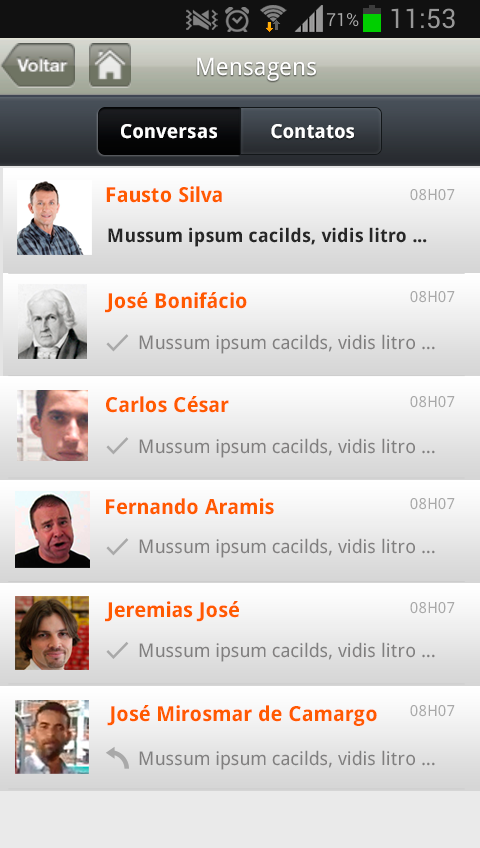 71% 11:53
Voltar Mensagens
Conversas Contatos
Fausto Silva 08H07
Mussum ipsum cacilds, vidis litro ...
José Bonifácio 08H07
Mussum ipsum cacilds, vidis litro ...
Carlos César 08H07
Mussum ipsum cacilds, vidis litro ...
Fernando Aramis 08H07
Mussum ipsum cacilds, vidis litro ...
Jeremias José 08H07
Mussum ipsum cacilds, vidis litro ...
José Mirosmar de Camargo 08H07
Mussum ipsum cacilds, vidis litro ...